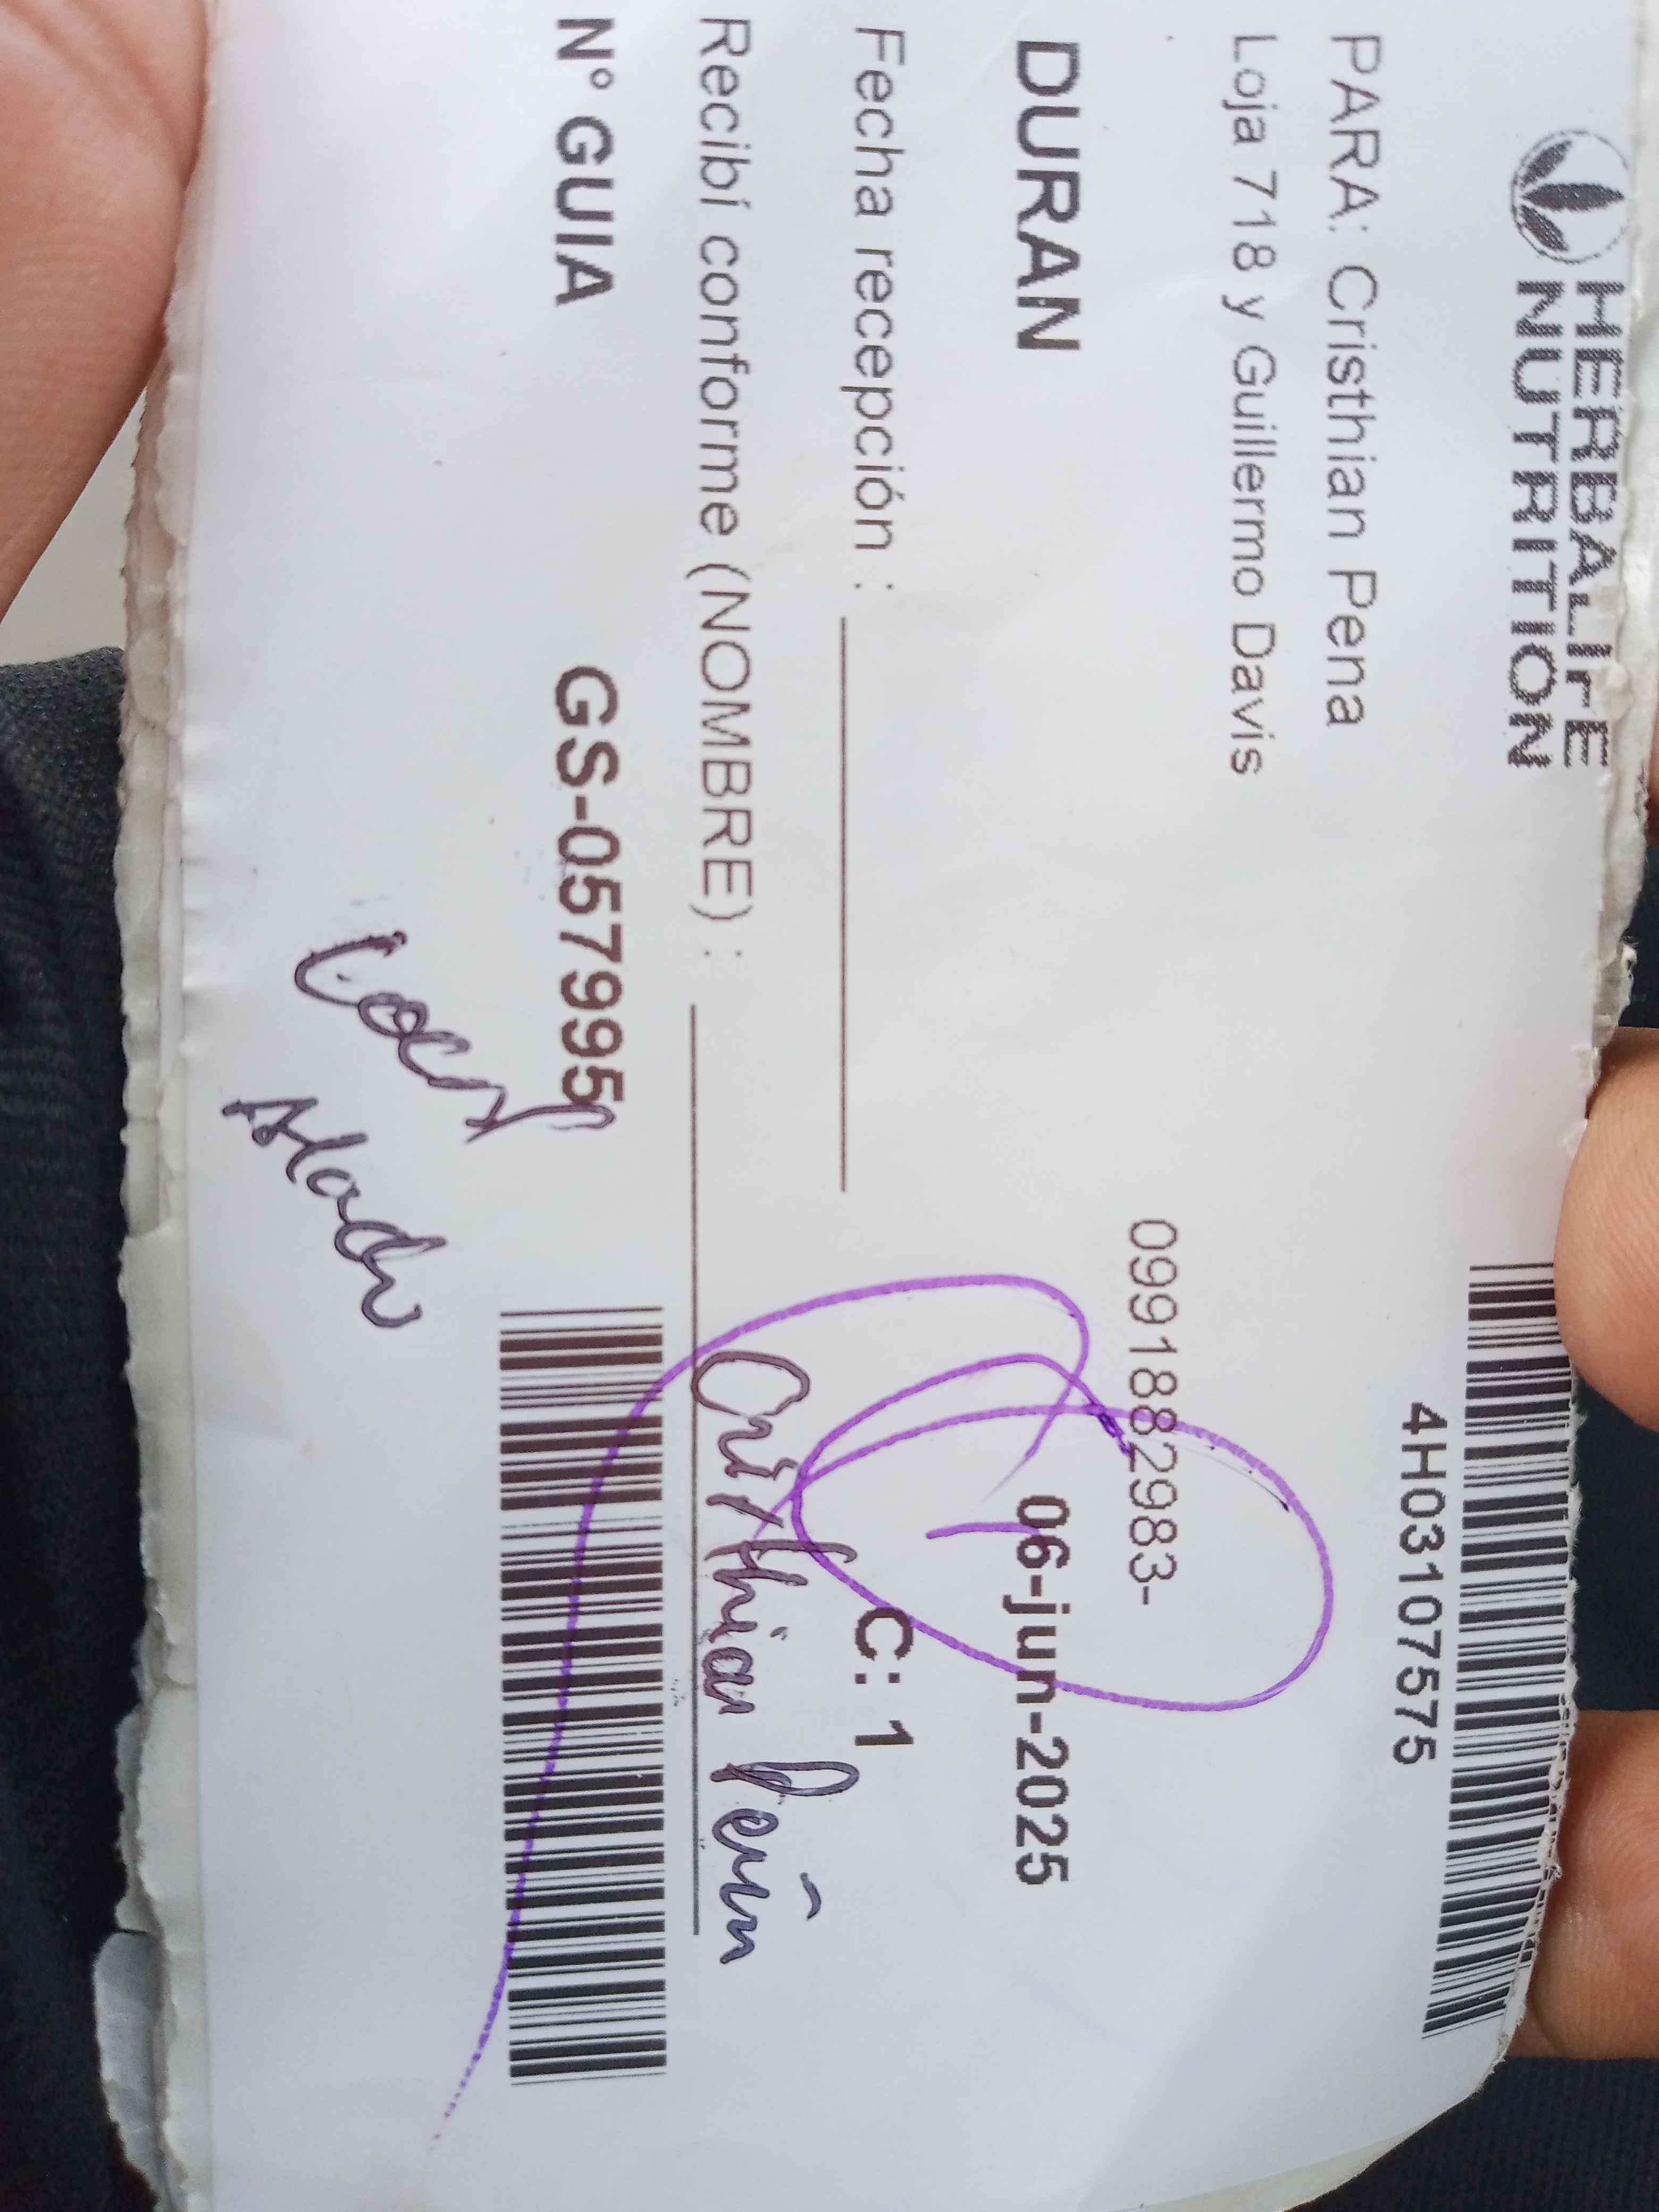 HERBALIFE
NUTRITION
4H03107575
PARA: Cristhian Pena
Loja 718 y Guillermo Davis
0991882983-
DURAN
06-jun-2025
Fecha recepción :
C: 1
Recibí conforme (NOMBRE) :
Cristhian Peña
N° GUIA
GS-057995